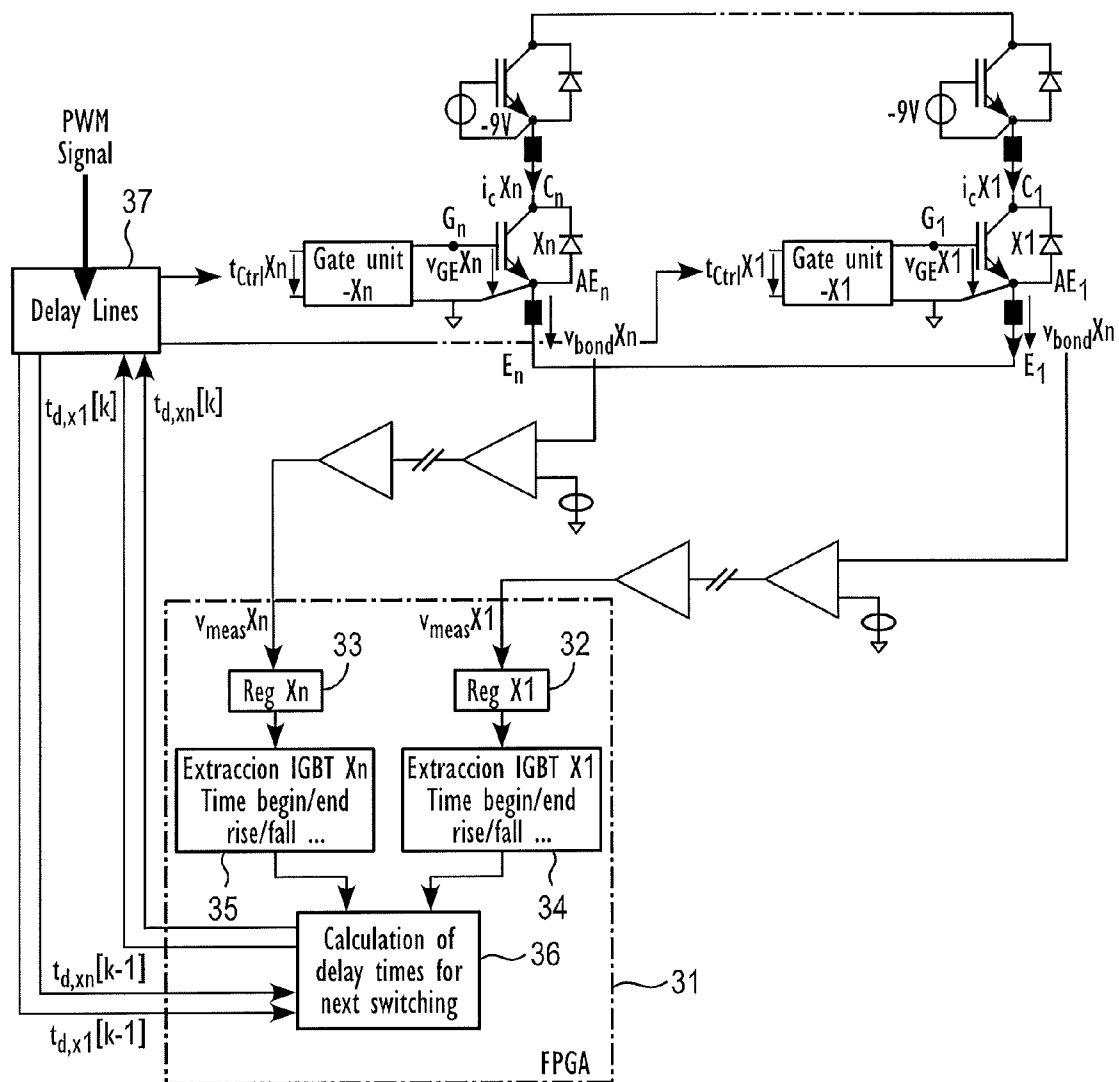 PWM
Signal
37
Delay Lines
-9V
-9V
i_c Xn
C_n
i_c X1
C_1
G_n
G_1
t_Ctrl Xn
Gate unit
-Xn
v_GE Xn
Xn
AE_n
t_Ctrl X1
Gate unit
-X1
v_GE X1
X1
AE_1
v_bond Xn
v_bond Xn
E_n
E_1
t_d,x1[k]
t_d,xn[k]
v_meas Xn
v_meas X1
33
32
Reg Xn
Reg X1
Extraccion IGBT Xn
Time begin/end
rise/fall ...
Extraccion IGBT X1
Time begin/end
rise/fall ...
35
34
Calculation of
delay times for
next switching
36
31
t_d,xn[k-1]
t_d,x1[k-1]
FPGA